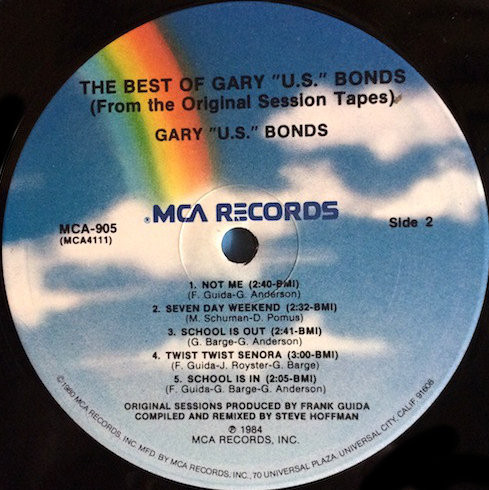 THE BEST OF GARY "U.S." BONDS
(From the Original Session Tapes)
GARY "U.S." BONDS
® MCA RECORDS
MCA-905
(MCA4111)
Side 2
1. NOT ME (2:40-BMI)
(F. Guida-G. Anderson)
2. SEVEN DAY WEEKEND (2:32-BMI)
(M. Schuman-D. Pomus)
3. SCHOOL IS OUT (2:41-BMI)
(G. Barge-G. Anderson)
4. TWIST TWIST SENORA (3:00-BMI)
(F. Guida-J. Royster-G. Barge)
5. SCHOOL IS IN (2:05-BMI)
(F. Guida-G. Barge-G. Anderson)
ORIGINAL SESSIONS PRODUCED BY FRANK GUIDA
COMPILED AND REMIXED BY STEVE HOFFMAN
℗ 1984
MCA RECORDS, INC.
©1980 MCA RECORDS, INC. MFD. BY MCA RECORDS, INC., 70 UNIVERSAL PLAZA, UNIVERSAL CITY, CALIF. 91608